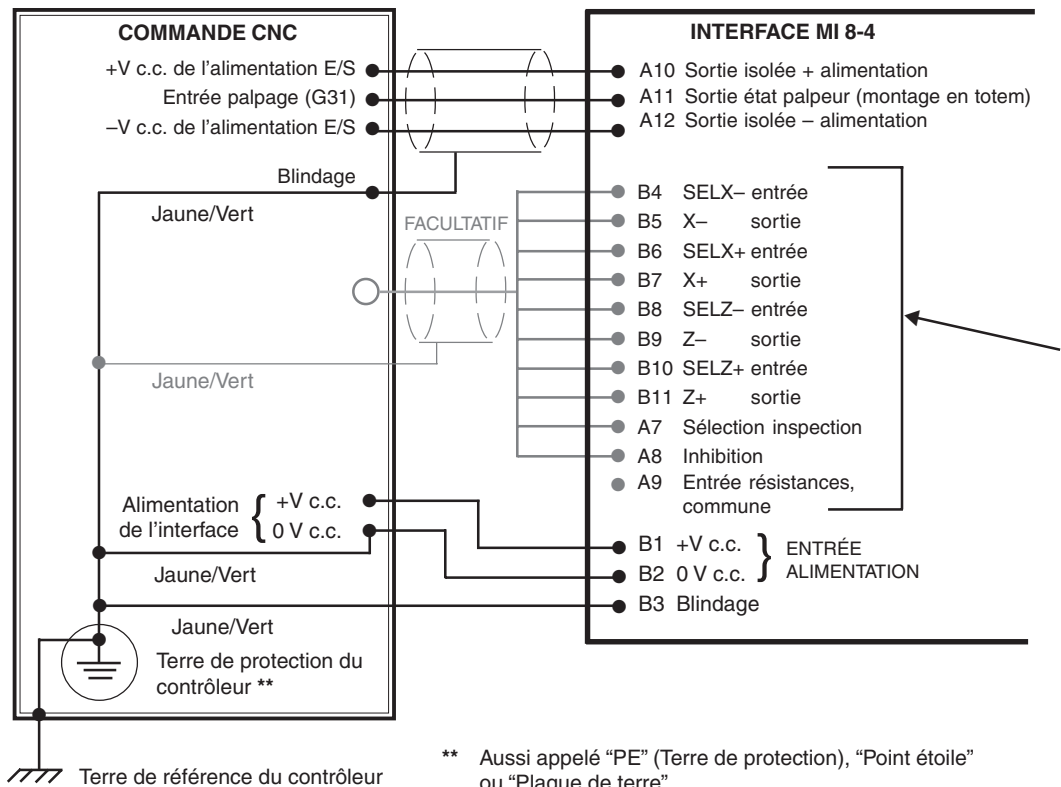 COMMANDE CNC
+V c.c. de l'alimentation E/S
Entrée palpage (G31)
–V c.c. de l'alimentation E/S
Blindage
Jaune/Vert
FACULTATIF
Jaune/Vert
Alimentation
de l'interface
{ +V c.c.
0 V c.c.
Jaune/Vert
Jaune/Vert
Terre de protection du
contrôleur **
Terre de référence du contrôleur
INTERFACE MI 8-4
A10 Sortie isolée + alimentation
A11 Sortie état palpeur (montage en totem)
A12 Sortie isolée – alimentation
B4 SELX– entrée
B5 X– sortie
B6 SELX+ entrée
B7 X+ sortie
B8 SELZ– entrée
B9 Z– sortie
B10 SELZ+ entrée
B11 Z+ sortie
A7 Sélection inspection
A8 Inhibition
A9 Entrée résistances,
commune
B1 +V c.c.
B2 0 V c.c.
} ENTRÉE
ALIMENTATION
B3 Blindage
** Aussi appelé “PE” (Terre de protection), “Point étoile”
ou “Plaque de terre”